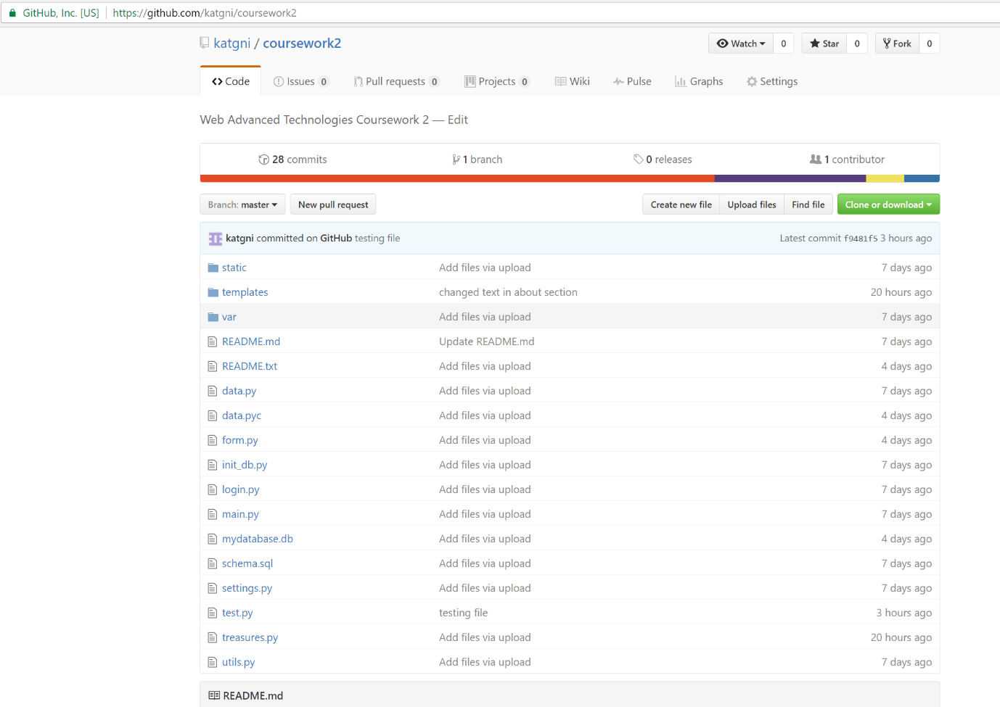 GitHub, Inc. [US] https://github.com/katgni/coursework2
katgni / coursework2 Watch 0 Star 0 Fork 0
Code Issues 0 Pull requests 0 Projects 0 Wiki Pulse Graphs Settings
Web Advanced Technologies Coursework 2 — Edit
28 commits 1 branch 0 releases 1 contributor
Branch: master New pull request Create new file Upload files Find file Clone or download
katgni committed on GitHub testing file Latest commit f9481f5 3 hours ago
static Add files via upload 7 days ago
templates changed text in about section 20 hours ago
var Add files via upload 7 days ago
README.md Update README.md 7 days ago
README.txt Add files via upload 4 days ago
data.py Add files via upload 7 days ago
data.pyc Add files via upload 4 days ago
form.py Add files via upload 4 days ago
init_db.py Add files via upload 7 days ago
login.py Add files via upload 7 days ago
main.py Add files via upload 7 days ago
mydatabase.db Add files via upload 4 days ago
schema.sql Add files via upload 7 days ago
settings.py Add files via upload 7 days ago
test.py testing file 3 hours ago
treasures.py Add files via upload 20 hours ago
utils.py Add files via upload 7 days ago
README.md